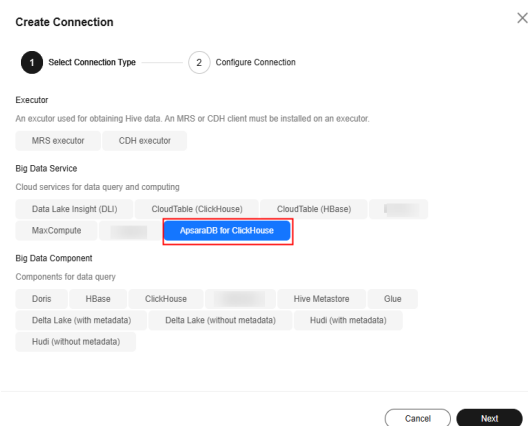 Create Connection
1 Select Connection Type 2 Configure Connection
Executor
An excutor used for obtaining Hive data. An MRS or CDH client must be installed on an executor.
MRS executor CDH executor
Big Data Service
Cloud services for data query and computing
Data Lake Insight (DLI) CloudTable (ClickHouse) CloudTable (HBase)
MaxCompute ApsaraDB for ClickHouse
Big Data Component
Components for data query
Doris HBase ClickHouse Hive Metastore Glue
Delta Lake (with metadata) Delta Lake (without metadata) Hudi (with metadata)
Hudi (without metadata)
Cancel Next